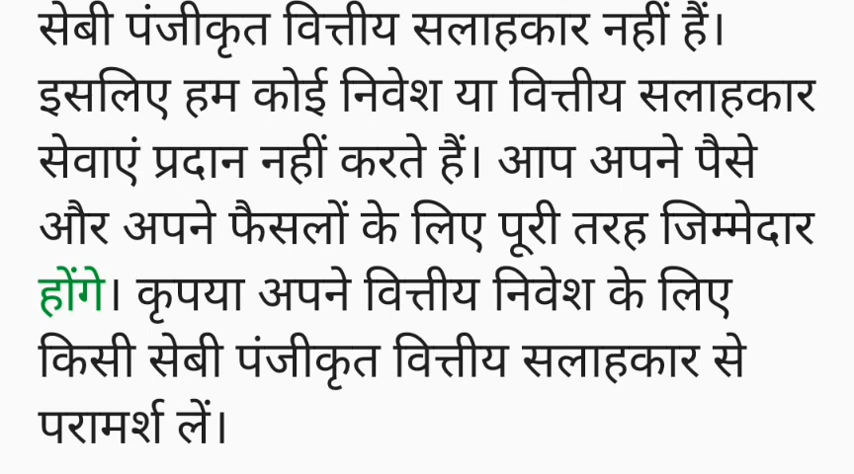 सेबी पंजीकृत वित्तीय सलाहकार नहीं हैं।
इसलिए हम कोई निवेश या वित्तीय सलाहकार
सेवाएं प्रदान नहीं करते हैं। आप अपने पैसे
और अपने फैसलों के लिए पूरी तरह जिम्मेदार
होंगे। कृपया अपने वित्तीय निवेश के लिए
किसी सेबी पंजीकृत वित्तीय सलाहकार से
परामर्श लें।